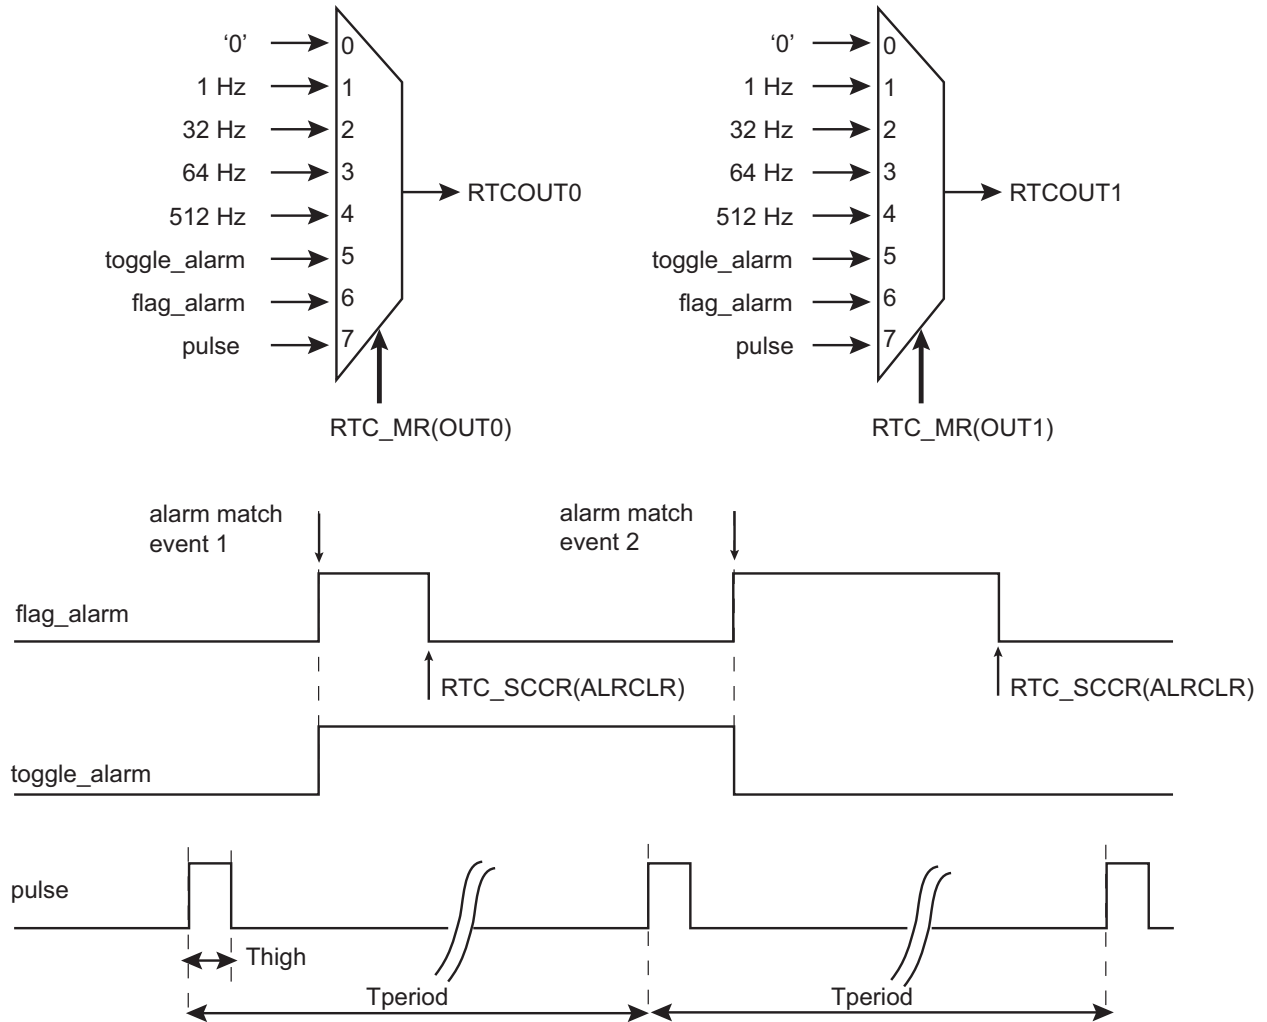 ‘0’ 0 ‘0’ 0
1 Hz 1 1 Hz 1
32 Hz 2 32 Hz 2
64 Hz 3 64 Hz 3
RTCOUT0 RTCOUT1
512 Hz 4 512 Hz 4
toggle_alarm 5 toggle_alarm 5
flag_alarm 6 flag_alarm 6
pulse 7 pulse 7
RTC_MR(OUT0) RTC_MR(OUT1)
alarm match
event 1
alarm match
event 2
flag_alarm
RTC_SCCR(ALRCLR) RTC_SCCR(ALRCLR)
toggle_alarm
pulse
Thigh
Tperiod Tperiod